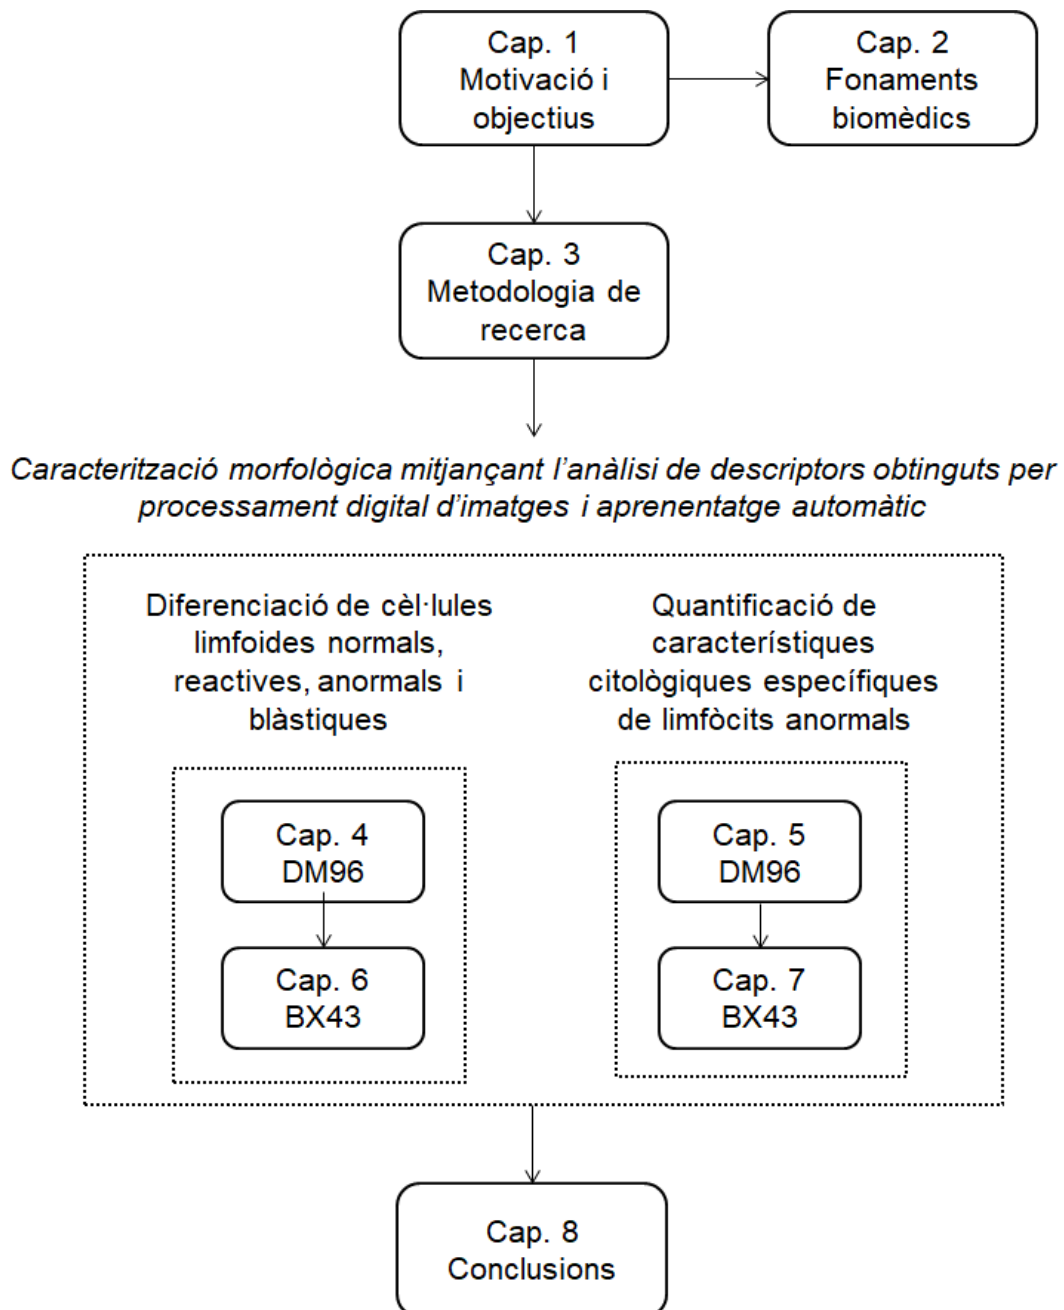 Cap. 1
Motivació i
objectius
Cap. 2
Fonaments
biomèdics
Cap. 3
Metodologia de
recerca
Caracterització morfològica mitjançant l’anàlisi de descriptors obtinguts per
processament digital d’imatges i aprenentatge automàtic
Diferenciació de cèl·lules
limfoides normals,
reactives, anormals i
blàstiques
Quantificació de
característiques
citològiques específiques
de limfòcits anormals
Cap. 4
DM96
Cap. 6
BX43
Cap. 5
DM96
Cap. 7
BX43
Cap. 8
Conclusions